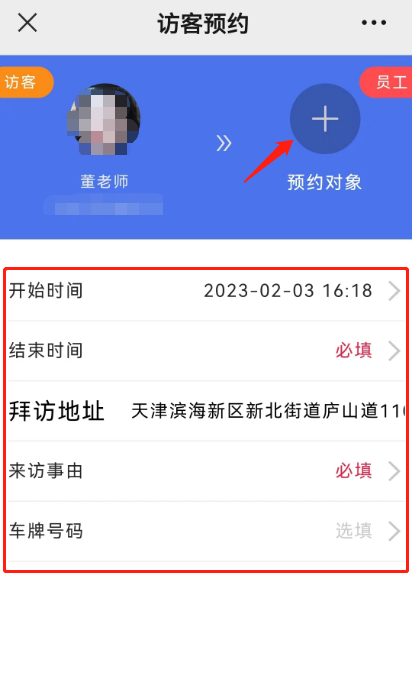 访客预约
访客
员工
董老师
预约对象
开始时间 2023-02-03 16:18
结束时间 必填
拜访地址 天津滨海新区新北街道庐山道11
来访事由 必填
车牌号码 选填